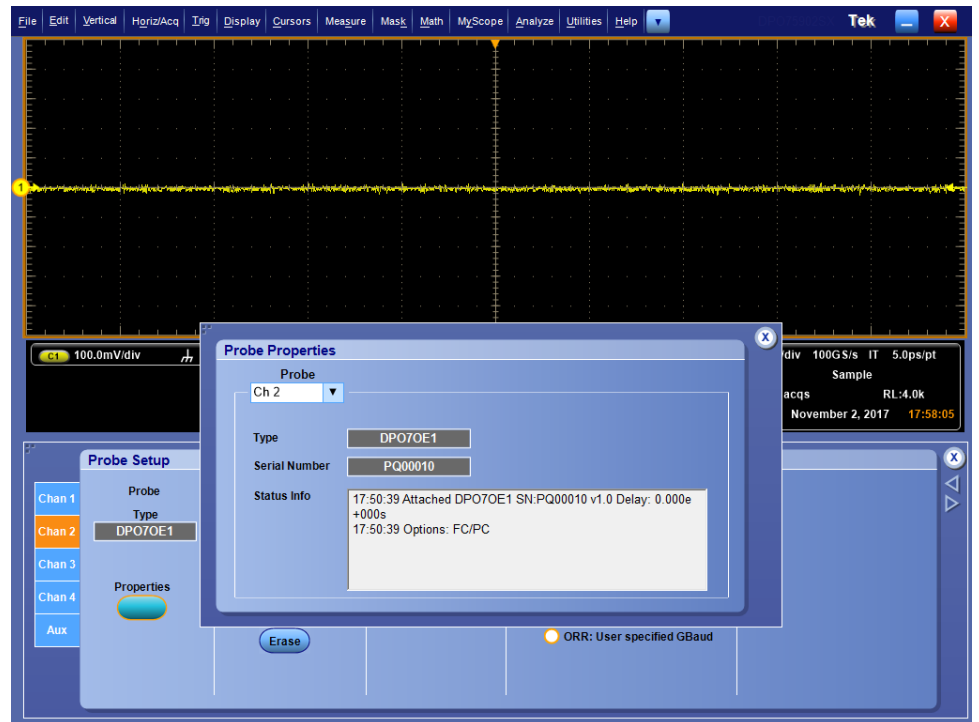 File Edit Vertical Horiz/Acq Trig Display Cursors Measure Mask Math MyScope Analyze Utilities Help Tek X
1
C1 100.0mV/div
/div 100GS/s IT 5.0ps/pt
Sample
acqs RL:4.0k
November 2, 2017 17:58:05
Probe Properties
X
Probe
Ch 2
Type DPO7OE1
Serial Number PQ00010
Status Info
17:50:39 Attached DPO7OE1 SN:PQ00010 v1.0 Delay: 0.000e
+000s
17:50:39 Options: FC/PC
Probe Setup
X
Chan 1
Chan 2
Chan 3
Chan 4
Aux
Probe
Type
DPO7OE1
Properties
Erase
ORR: User specified GBaud